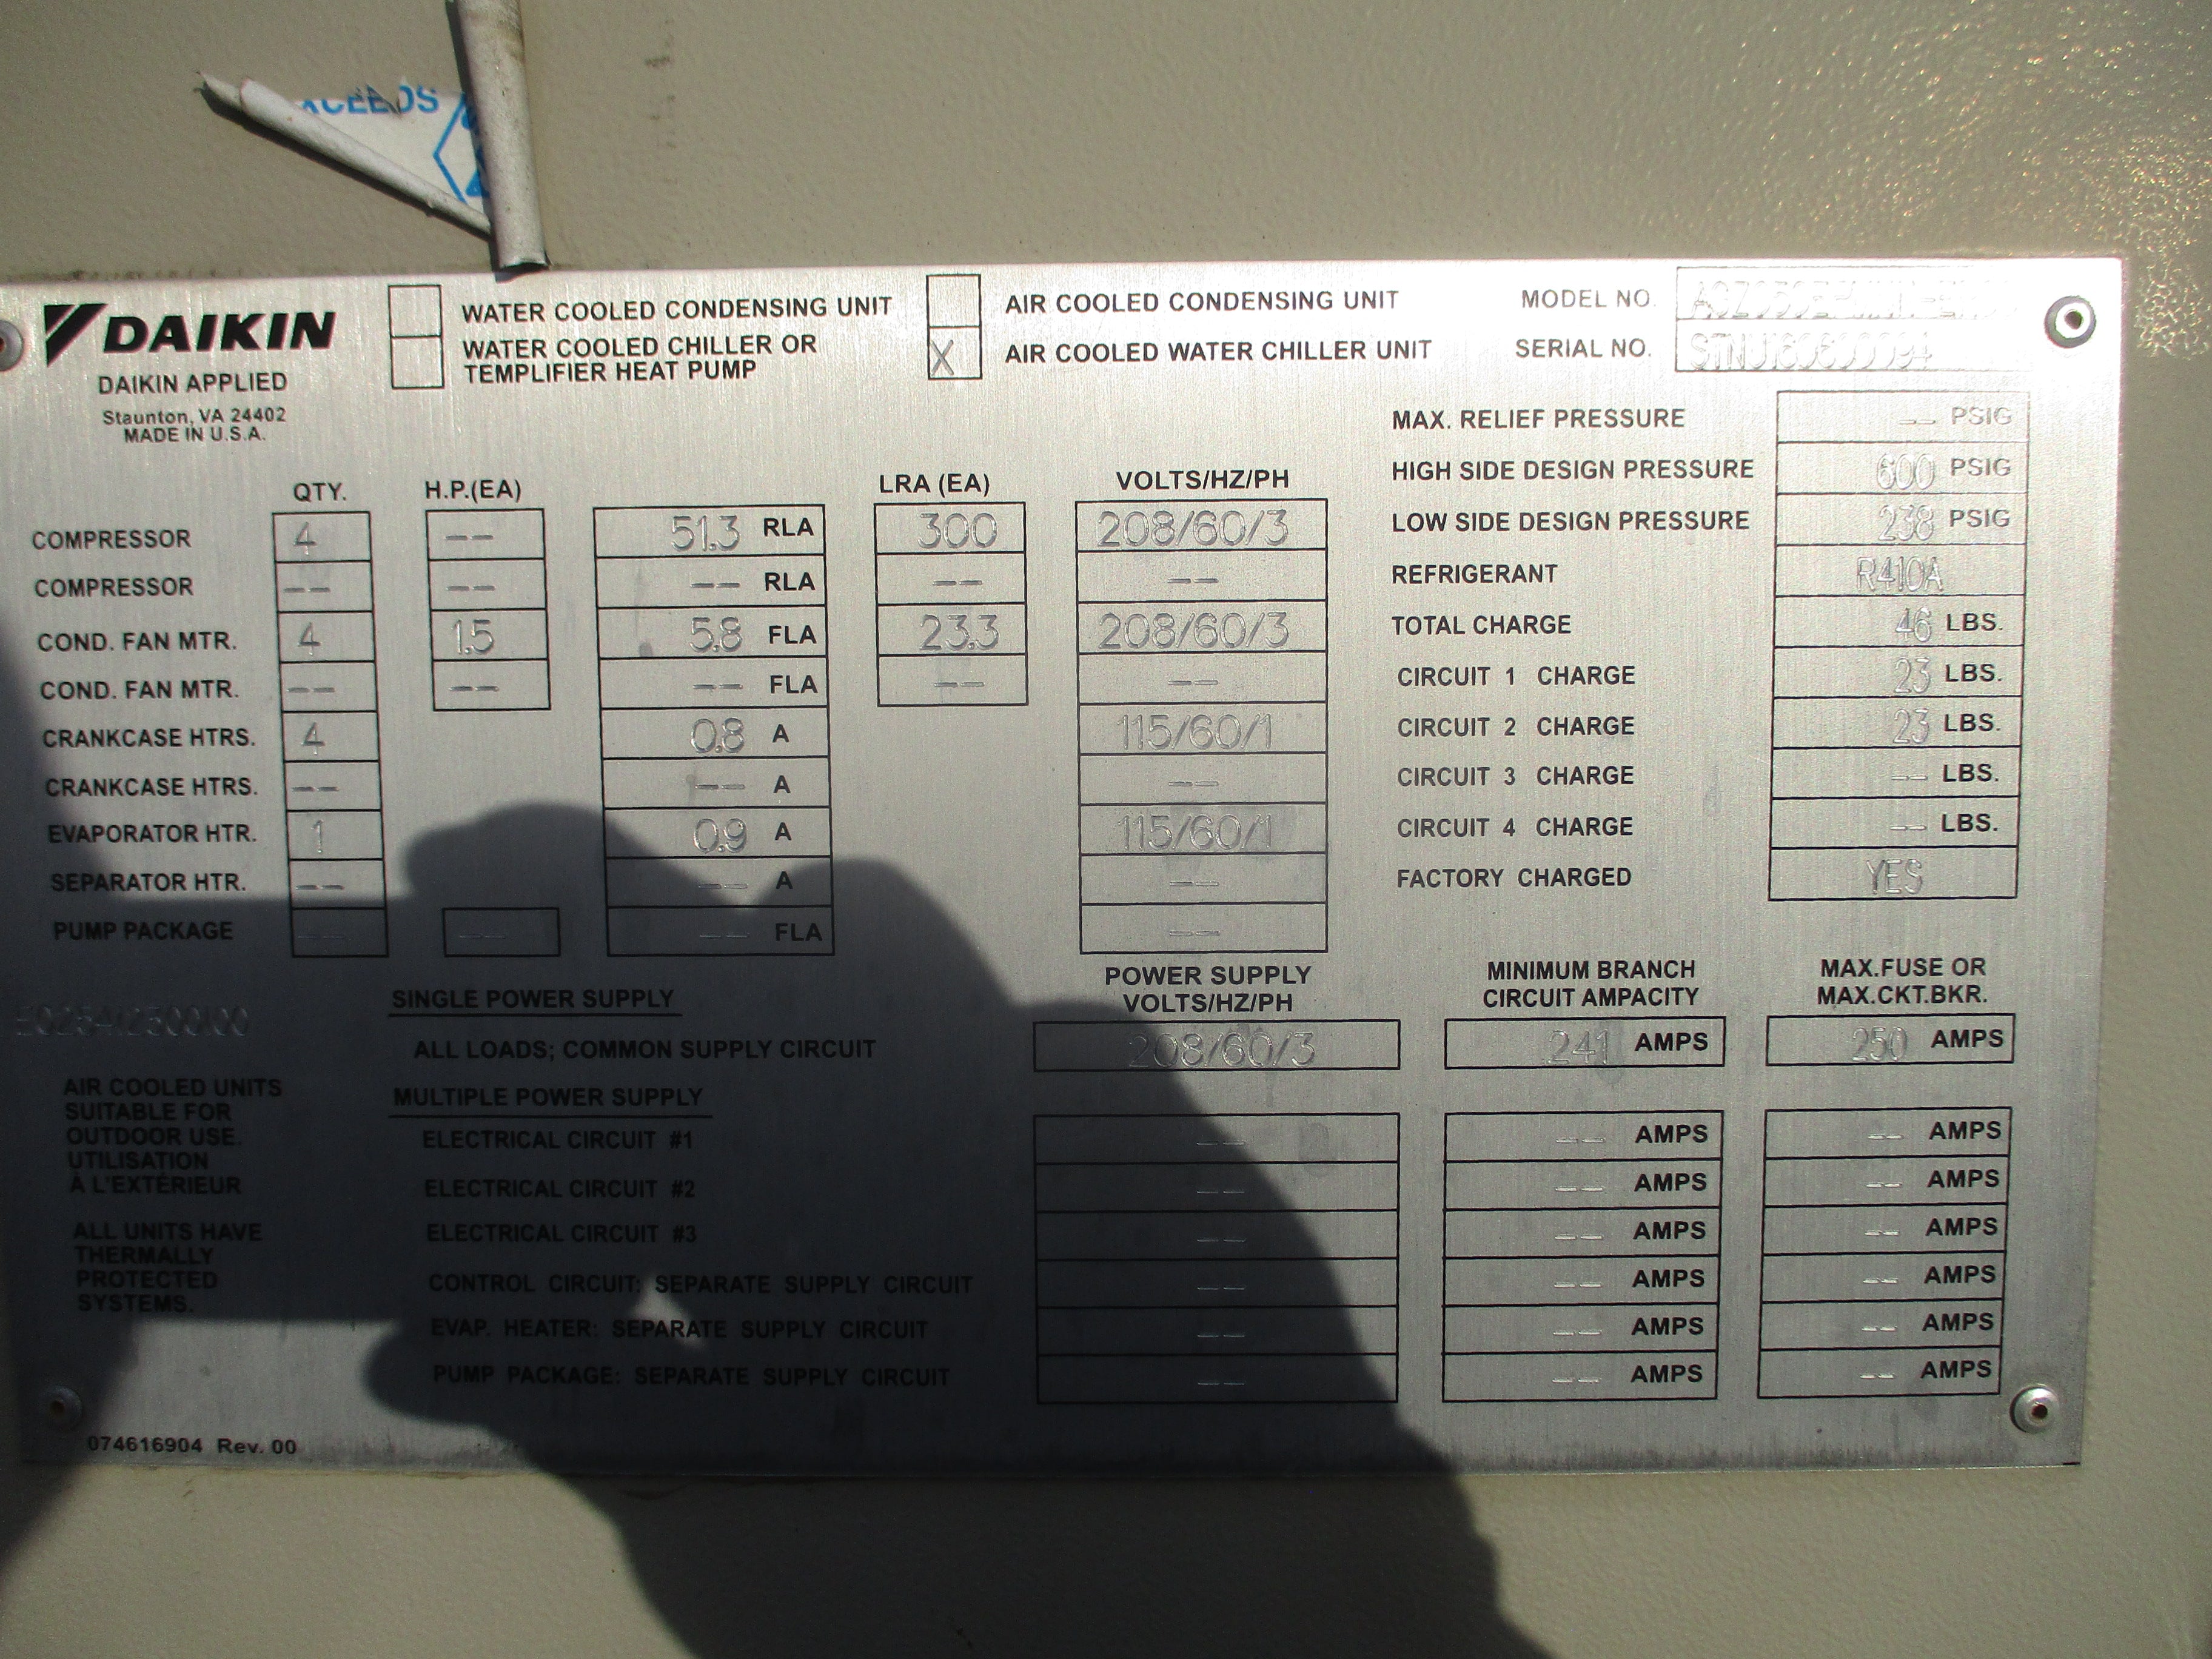 DAIKIN
DAIKIN APPLIED
Staunton, VA 24402
MADE IN U.S.A.
WATER COOLED CONDENSING UNIT
WATER COOLED CHILLER OR
TEMPLIFIER HEAT PUMP
AIR COOLED CONDENSING UNIT
X AIR COOLED WATER CHILLER UNIT
MODEL NO.
SERIAL NO. STNU160600094
MAX. RELIEF PRESSURE -- PSIG
HIGH SIDE DESIGN PRESSURE 600 PSIG
LOW SIDE DESIGN PRESSURE 238 PSIG
REFRIGERANT R410A
TOTAL CHARGE 46 LBS.
CIRCUIT 1 CHARGE 23 LBS.
CIRCUIT 2 CHARGE 23 LBS.
CIRCUIT 3 CHARGE -- LBS.
CIRCUIT 4 CHARGE -- LBS.
FACTORY CHARGED YES
QTY. H.P.(EA) LRA (EA) VOLTS/HZ/PH
COMPRESSOR 4 -- 51.3 RLA 300 208/60/3
COMPRESSOR -- -- -- RLA -- --
COND. FAN MTR. 4 1.5 5.8 FLA 23.3 208/60/3
COND. FAN MTR. -- -- -- FLA -- --
CRANKCASE HTRS. 4 0.8 A 115/60/1
CRANKCASE HTRS. -- -- A --
EVAPORATOR HTR. 1 0.9 A 115/60/1
SEPARATOR HTR. -- -- A --
PUMP PACKAGE -- -- -- FLA --
POWER SUPPLY
VOLTS/HZ/PH
MINIMUM BRANCH
CIRCUIT AMPACITY
MAX.FUSE OR
MAX.CKT.BKR.
SINGLE POWER SUPPLY
ALL LOADS; COMMON SUPPLY CIRCUIT 208/60/3 241 AMPS 250 AMPS
MULTIPLE POWER SUPPLY
ELECTRICAL CIRCUIT #1 -- -- AMPS -- AMPS
ELECTRICAL CIRCUIT #2 -- -- AMPS -- AMPS
ELECTRICAL CIRCUIT #3 -- -- AMPS -- AMPS
CONTROL CIRCUIT: SEPARATE SUPPLY CIRCUIT -- -- AMPS -- AMPS
EVAP. HEATER: SEPARATE SUPPLY CIRCUIT -- -- AMPS -- AMPS
PUMP PACKAGE: SEPARATE SUPPLY CIRCUIT -- -- AMPS -- AMPS
AIR COOLED UNITS
SUITABLE FOR
OUTDOOR USE.
UTILISATION
À L'EXTÉRIEUR
ALL UNITS HAVE
THERMALLY
PROTECTED
SYSTEMS.
074616904 Rev. 00